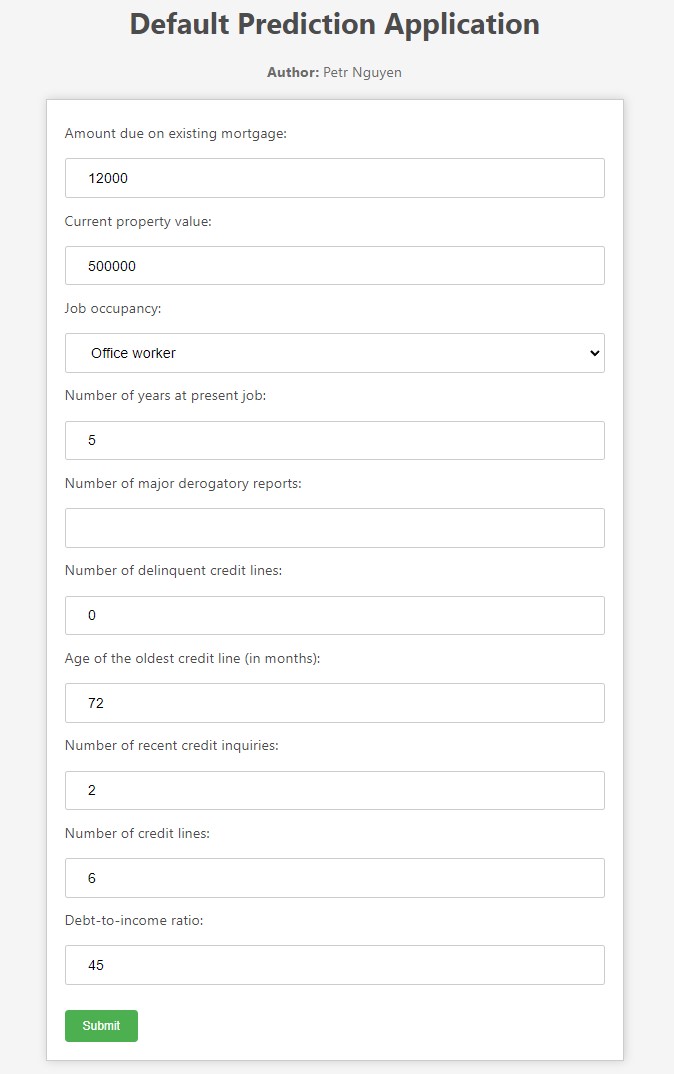 Default Prediction Application
Author: Petr Nguyen
Amount due on existing mortgage:
12000
Current property value:
500000
Job occupancy:
Office worker
Number of years at present job:
5
Number of major derogatory reports:
Number of delinquent credit lines:
0
Age of the oldest credit line (in months):
72
Number of recent credit inquiries:
2
Number of credit lines:
6
Debt-to-income ratio:
45
Submit